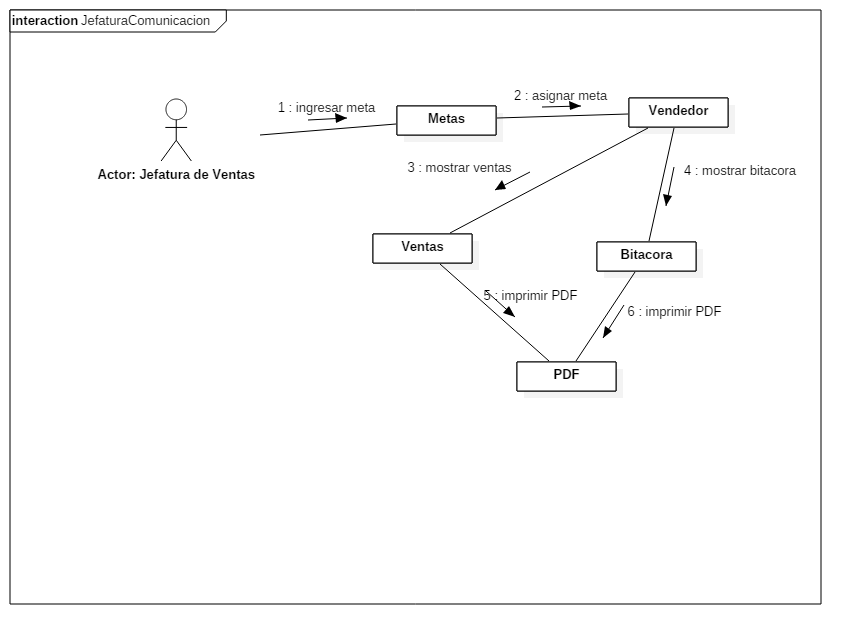 interaction JefaturaComunicacion
1 : ingresar meta
2 : asignar meta
Metas
Vendedor
Actor: Jefatura de Ventas
3 : mostrar ventas
4 : mostrar bitacora
Ventas
Bitacora
5 : imprimir PDF
6 : imprimir PDF
PDF